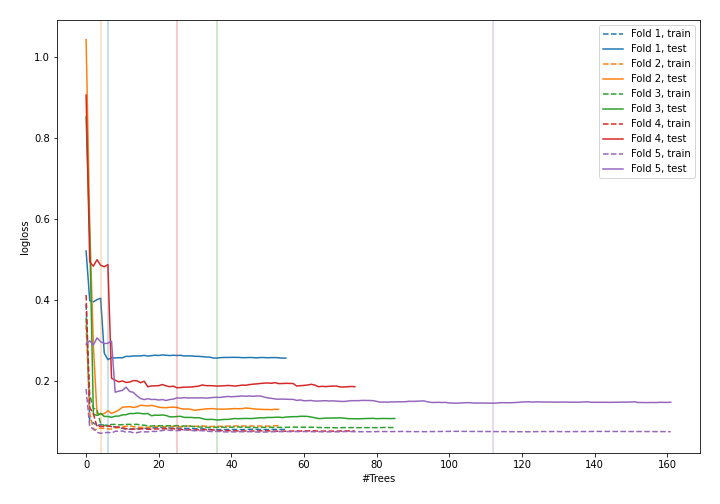 1.0
0.8
0.6
0.4
0.2
logloss
0 20 40 60 80 100 120 140 160
#Trees
Fold 1, train
Fold 1, test
Fold 2, train
Fold 2, test
Fold 3, train
Fold 3, test
Fold 4, train
Fold 4, test
Fold 5, train
Fold 5, test